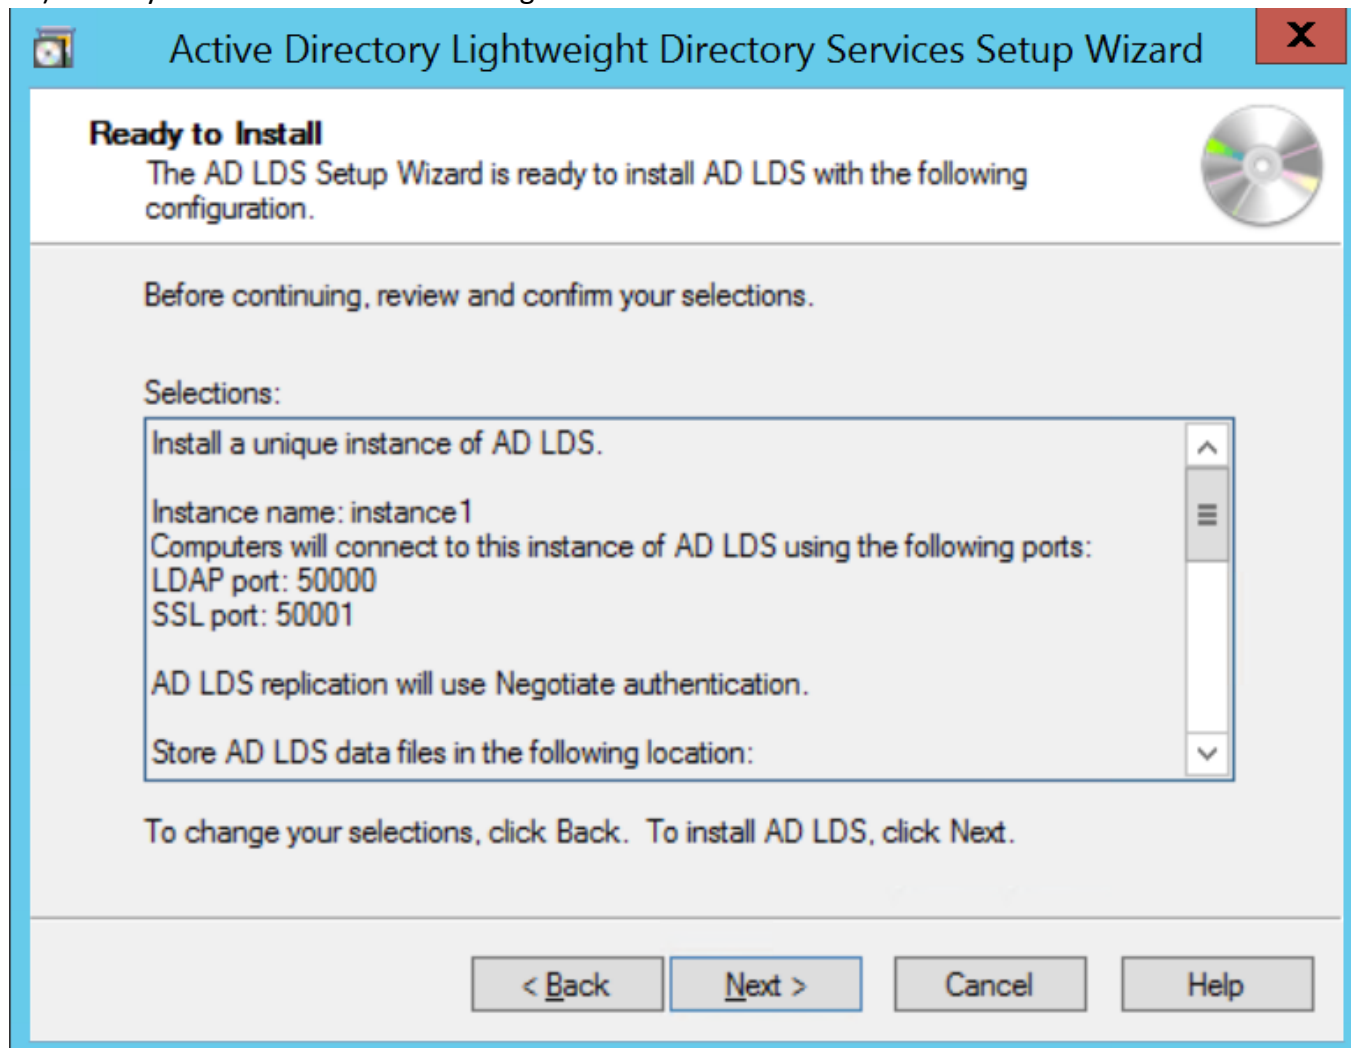 Active Directory Lightweight Directory Services Setup Wizard
X
Ready to Install
The AD LDS Setup Wizard is ready to install AD LDS with the following
configuration.
Before continuing, review and confirm your selections.
Selections:
Install a unique instance of AD LDS.
Instance name: instance1
Computers will connect to this instance of AD LDS using the following ports:
LDAP port: 50000
SSL port: 50001
AD LDS replication will use Negotiate authentication.
Store AD LDS data files in the following location:
To change your selections, click Back.  To install AD LDS, click Next.
< Back
Next >
Cancel
Help